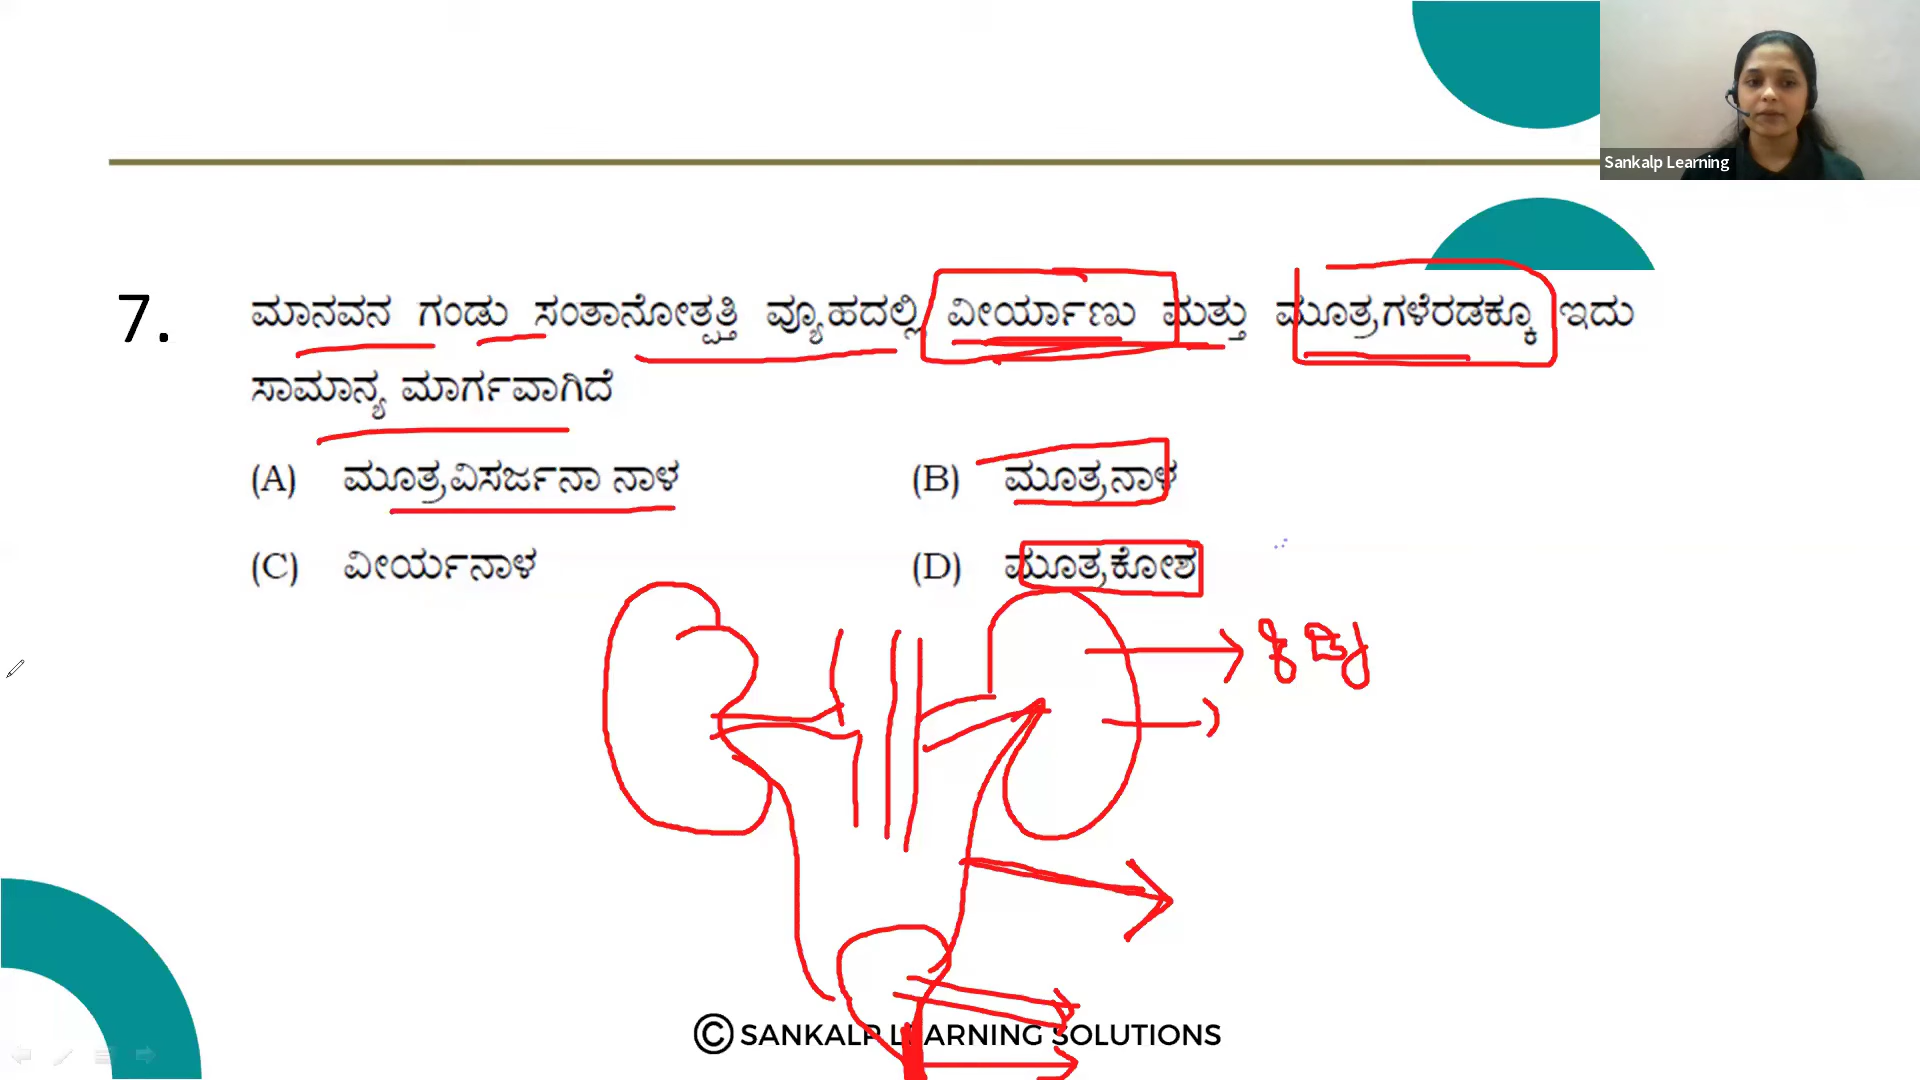 Sankalp Learning
7. ಮಾನವನ ಗಂಡು ಸಂತಾನೋತ್ಪತ್ತಿ ವ್ಯೂಹದಲ್ಲಿ ವೀರ್ಯಾಣು ಮತ್ತು ಮೂತ್ರಗಳೆರಡಕ್ಕೂ ಇದು
ಸಾಮಾನ್ಯ ಮಾರ್ಗವಾಗಿದೆ
(A) ಮೂತ್ರವಿಸರ್ಜನಾ ನಾಳ (B) ಮೂತ್ರನಾಳ
(C) ವೀರ್ಯನಾಳ (D) ಮೂತ್ರಕೋಶ
© SANKALP LEARNING SOLUTIONS